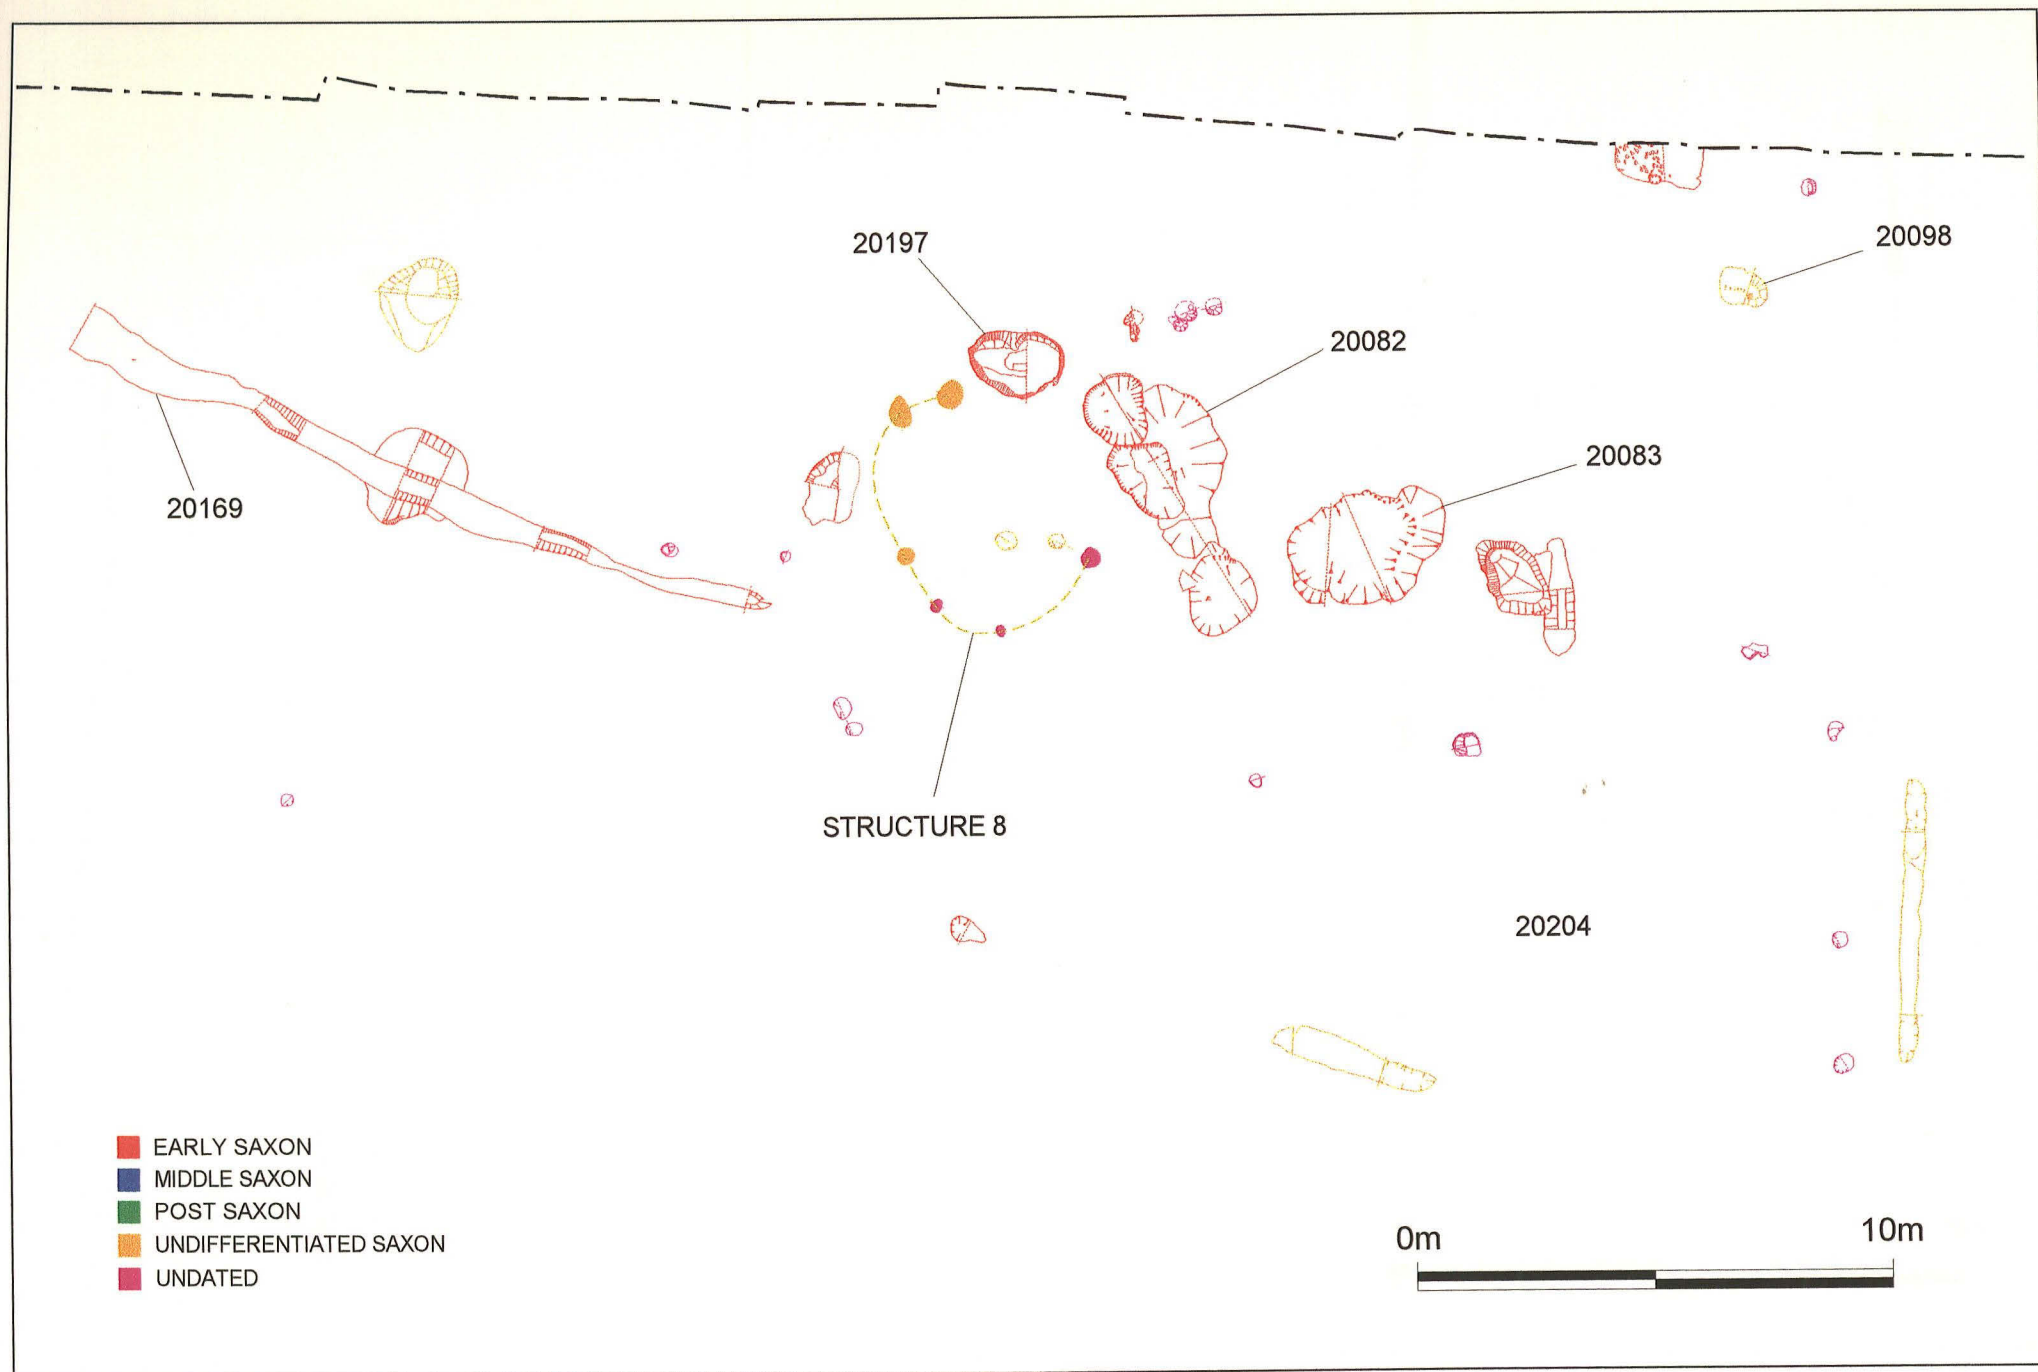 20197
20098
20082
20083
20169
STRUCTURE 8
20204
EARLY SAXON
MIDDLE SAXON
POST SAXON
UNDIFFERENTIATED SAXON
UNDATED
0m
10m